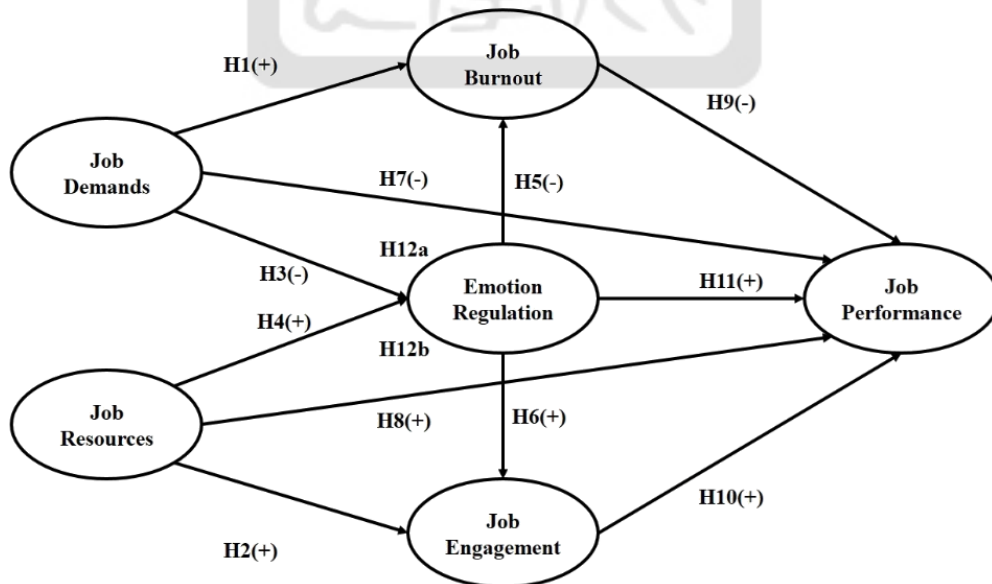 Job
Burnout
H1(+)
H9(-)
Job
Demands
H7(-)
H5(-)
H12a
H3(-)
Emotion
Regulation
H11(+)
Job
Performance
H4(+)
H12b
Job
Resources
H8(+)
H6(+)
H10(+)
Job
Engagement
H2(+)